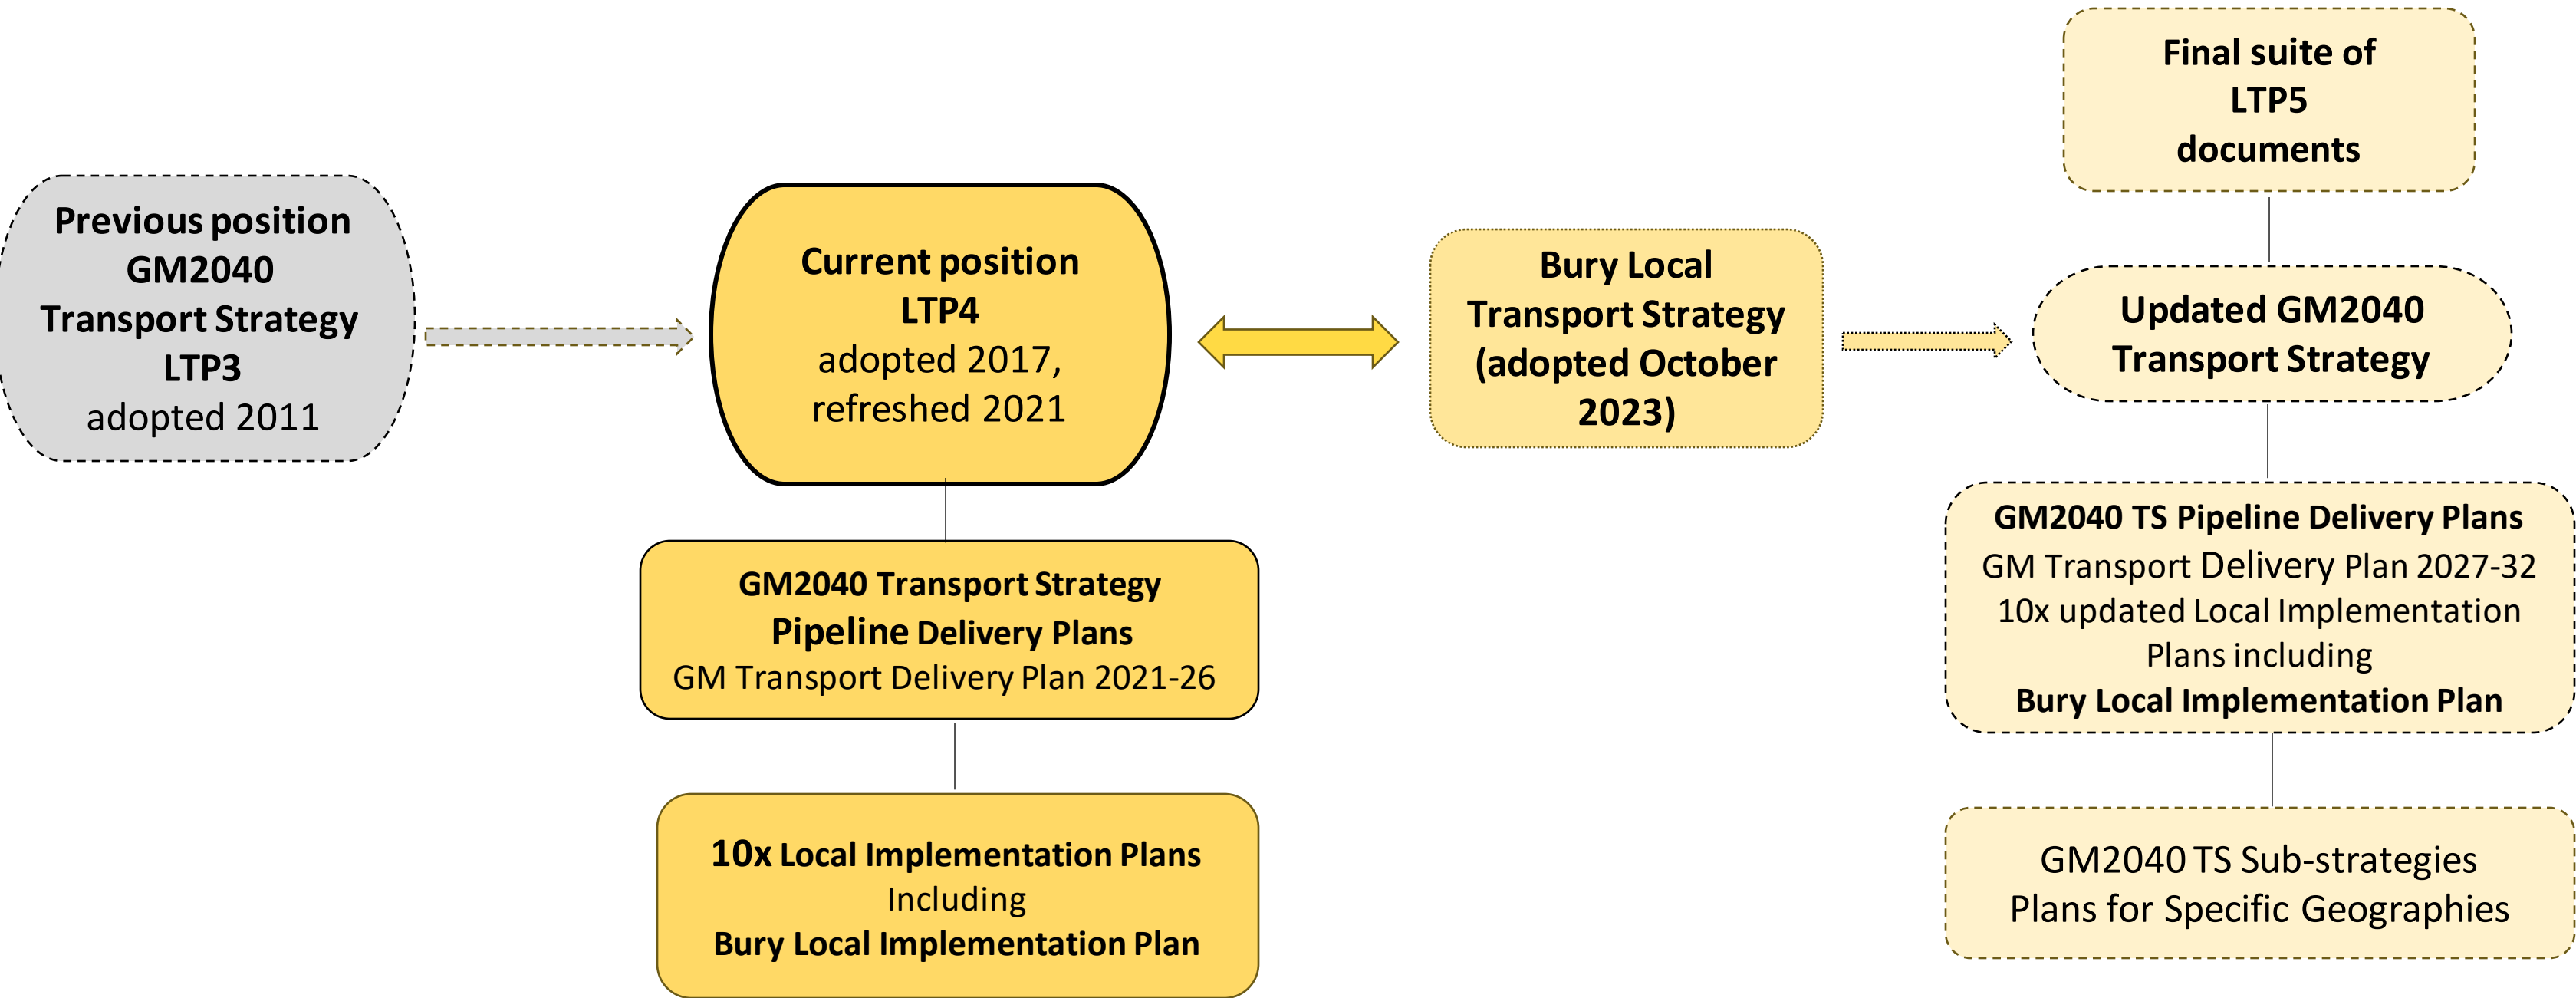 Previous position
GM2040
Transport Strategy
LTP3
adopted 2011
Current position
LTP4
adopted 2017,
refreshed 2021
GM2040 Transport Strategy
Pipeline Delivery Plans
GM Transport Delivery Plan 2021-26
10x Local Implementation Plans
Including
Bury Local Implementation Plan
Bury Local
Transport Strategy
(adopted October
2023)
Final suite of
LTP5
documents
Updated GM2040
Transport Strategy
GM2040 TS Pipeline Delivery Plans
GM Transport Delivery Plan 2027-32
10x updated Local Implementation
Plans including
Bury Local Implementation Plan
GM2040 TS Sub-strategies
Plans for Specific Geographies